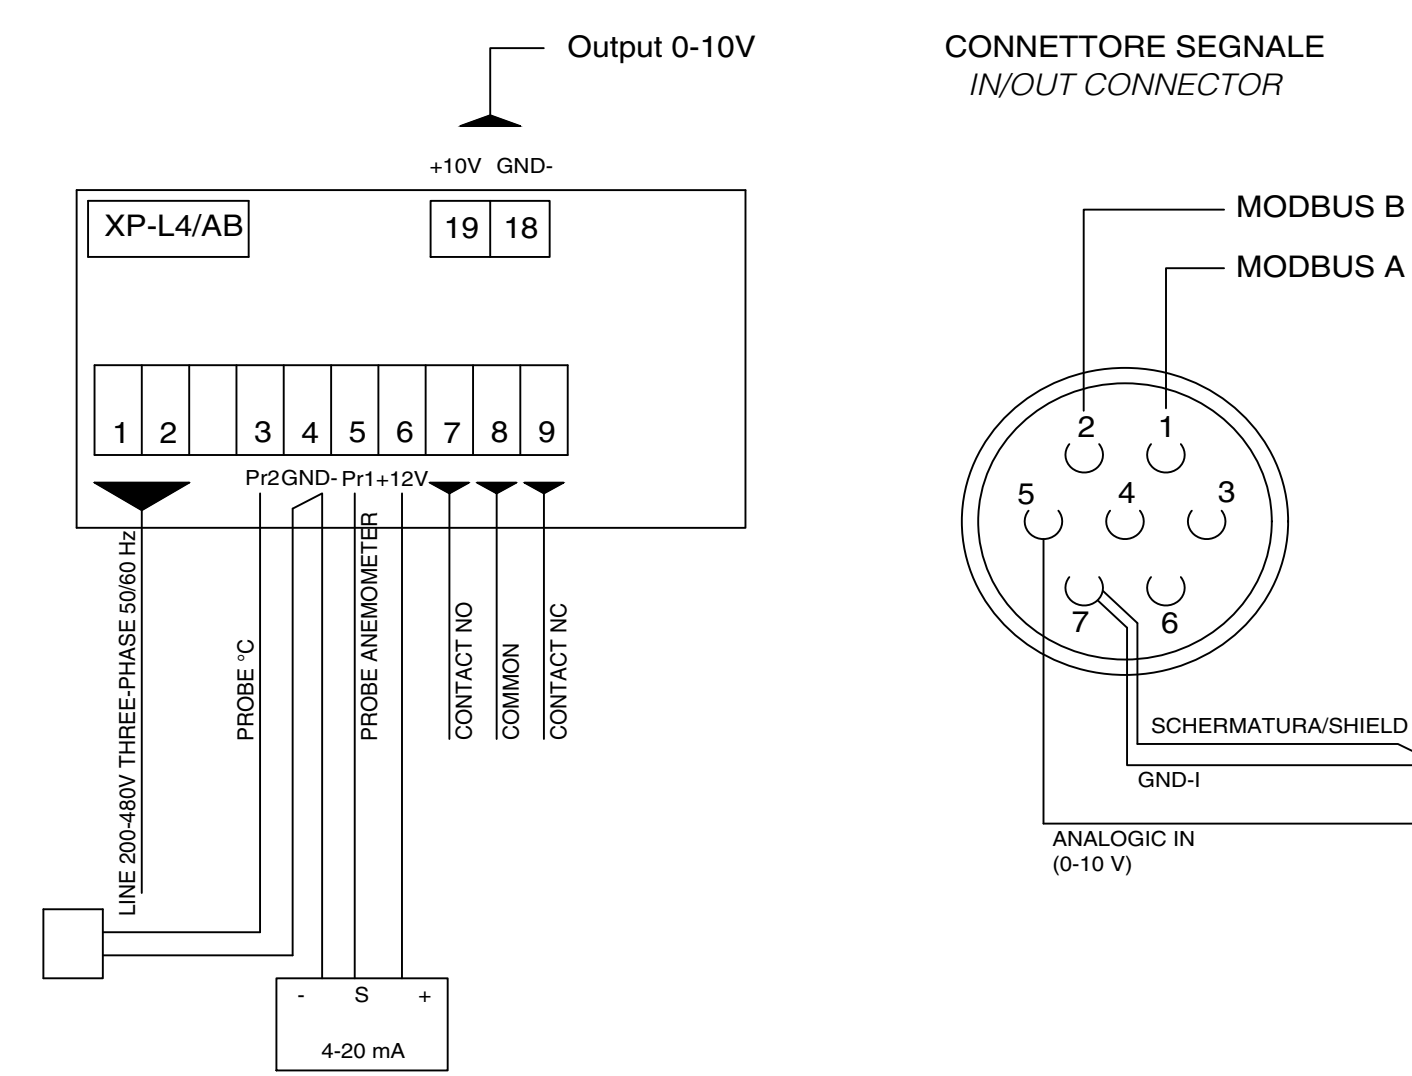 Output 0-10V
+10V GND-
XP-L4/AB
19 18
1 2 3 4 5 6 7 8 9
Pr2 GND- Pr1 +12V
LINE 200-480V THREE-PHASE 50/60 Hz
PROBE °C
PROBE ANEMOMETER
CONTACT NO
COMMON
CONTACT NC
- S +
4-20 mA
CONNETTORE SEGNALE
IN/OUT CONNECTOR
MODBUS B
MODBUS A
2 1
5 4 3
7 6
SCHERMATURA/SHIELD
GND-I
ANALOGIC IN
(0-10 V)